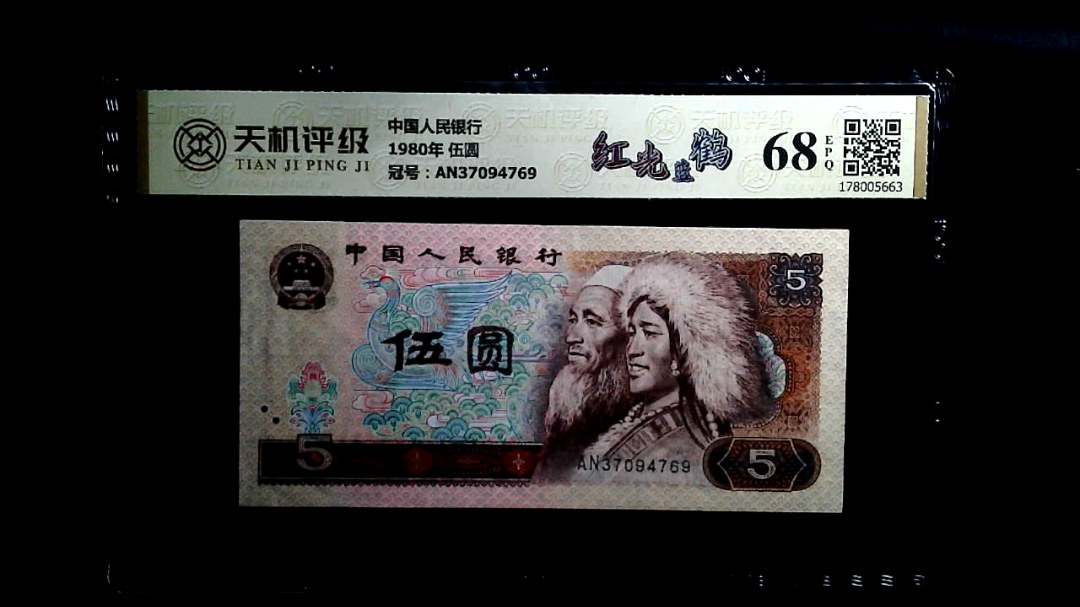 天机评级
TIAN JI PING JI
中国人民银行
1980年 伍圆
冠号：AN37094769
红光蓝鹤
68
EPQ
178005663
中国人民银行
5
伍圆
5
AN37094769
5